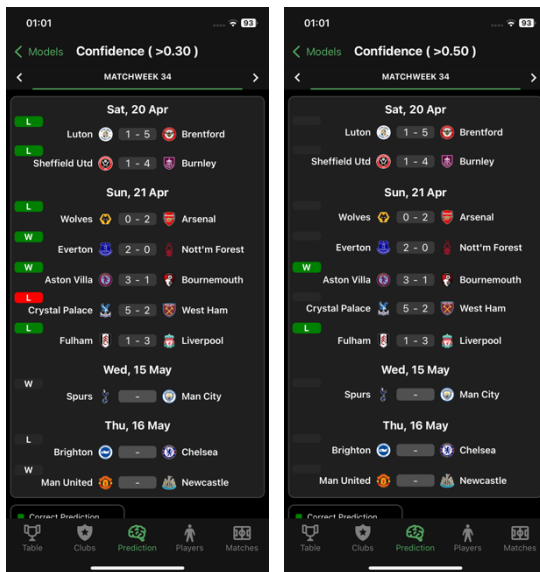 01:01 93
Models Confidence ( >0.30 )
MATCHWEEK 34
Sat, 20 Apr
L
Luton 1 - 5 Brentford
L
Sheffield Utd 1 - 4 Burnley
Sun, 21 Apr
L
Wolves 0 - 2 Arsenal
W
Everton 2 - 0 Nott'm Forest
W
Aston Villa 3 - 1 Bournemouth
L
Crystal Palace 5 - 2 West Ham
L
Fulham 1 - 3 Liverpool
Wed, 15 May
W
Spurs - Man City
Thu, 16 May
L
Brighton - Chelsea
W
Man United - Newcastle
Correct Prediction
Table Clubs Prediction Players Matches
01:01 93
Models Confidence ( >0.50 )
MATCHWEEK 34
Sat, 20 Apr
Luton 1 - 5 Brentford
Sheffield Utd 1 - 4 Burnley
Sun, 21 Apr
Wolves 0 - 2 Arsenal
Everton 2 - 0 Nott'm Forest
W
Aston Villa 3 - 1 Bournemouth
Crystal Palace 5 - 2 West Ham
L
Fulham 1 - 3 Liverpool
Wed, 15 May
Spurs - Man City
Thu, 16 May
Brighton - Chelsea
Man United - Newcastle
Correct Prediction
Table Clubs Prediction Players Matches